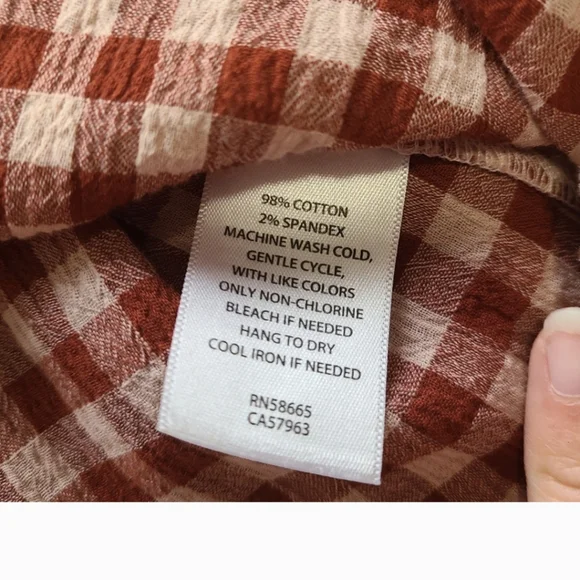 98% COTTON
2% SPANDEX
MACHINE WASH COLD,
GENTLE CYCLE,
WITH LIKE COLORS
ONLY NON-CHLORINE
BLEACH IF NEEDED
HANG TO DRY
COOL IRON IF NEEDED
RN58665
CA57963